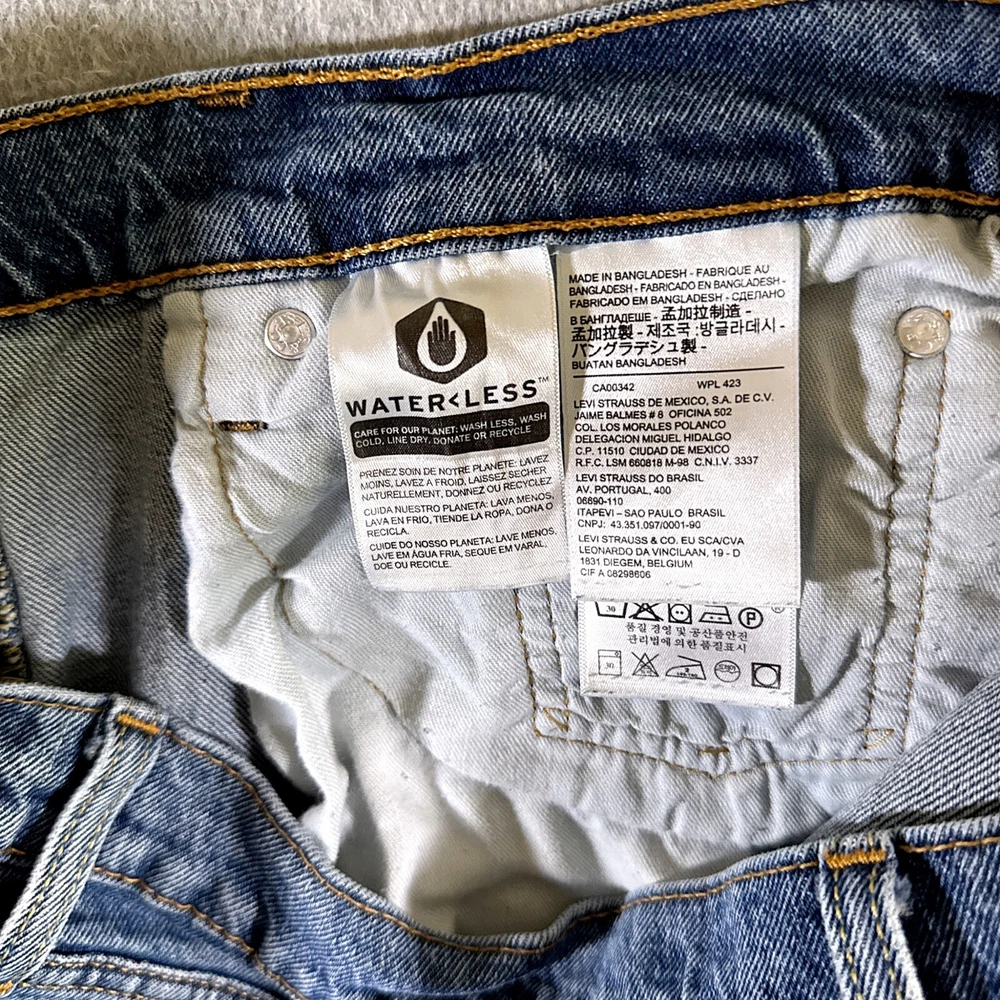 WATER<LESS™
CARE FOR OUR PLANET: WASH LESS, WASH
COLD, LINE DRY, DONATE OR RECYCLE
PRENEZ SOIN DE NOTRE PLANETE: LAVEZ
MOINS, LAVEZ A FROID, LAISSEZ SECHER
NATURELLEMENT, DONNEZ OU RECYCLEZ
CUIDA NUESTRO PLANETA: LAVA MENOS,
LAVA EN FRIO, TIENDE LA ROPA, DONA O
RECICLA.
CUIDE DO NOSSO PLANETA: LAVE MENOS,
LAVE EM ÁGUA FRIA, SEQUE EM VARAL,
DOE OU RECICLE.
MADE IN BANGLADESH - FABRIQUE AU
BANGLADESH - FABRICADO EN BANGLADESH -
FABRICADO EM BANGLADESH - СДЕЛАНО
В БАНГЛАДЕШЕ - 孟加拉制造 -
孟加拉製 - 제조국 :방글라데시 -
バングラデシュ製 -
BUATAN BANGLADESH
CA00342 WPL 423
LEVI STRAUSS DE MEXICO, S.A. DE C.V.
JAIME BALMES # 8 OFICINA 502
COL. LOS MORALES POLANCO
DELEGACION MIGUEL HIDALGO
C.P. 11510 CIUDAD DE MEXICO
R.F.C. LSM 660818 M-98 C.N.I.V. 3337
LEVI STRAUSS DO BRASIL
AV. PORTUGAL, 400
06690-110
ITAPEVI – SAO PAULO BRASIL
CNPJ: 43.351.097/0001-90
LEVI STRAUSS & CO. EU SCA/CVA
LEONARDO DA VINCILAAN, 19 - D
1831 DIEGEM, BELGIUM
CIF A 08298606
30 P ®
품질 경영 및 공산품안전
관리법에 의한 품질표시
30